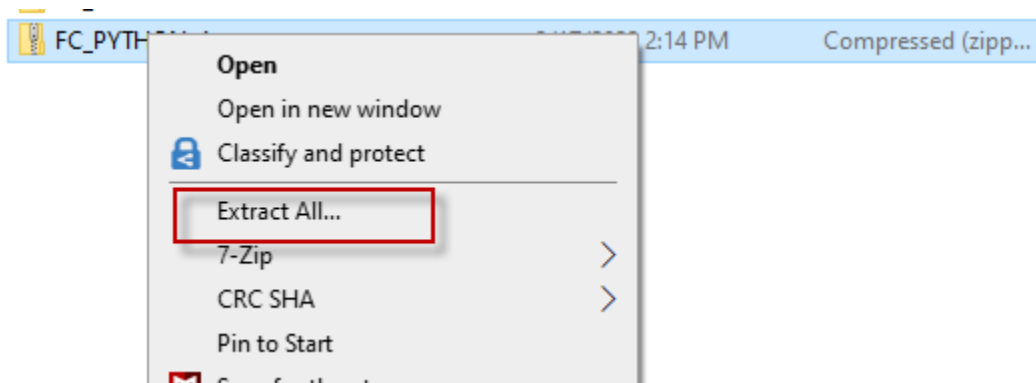 FC_PYTH 2:14 PM Compressed (zipp...
Open
Open in new window
Classify and protect
Extract All...
7-Zip
CRC SHA
Pin to Start